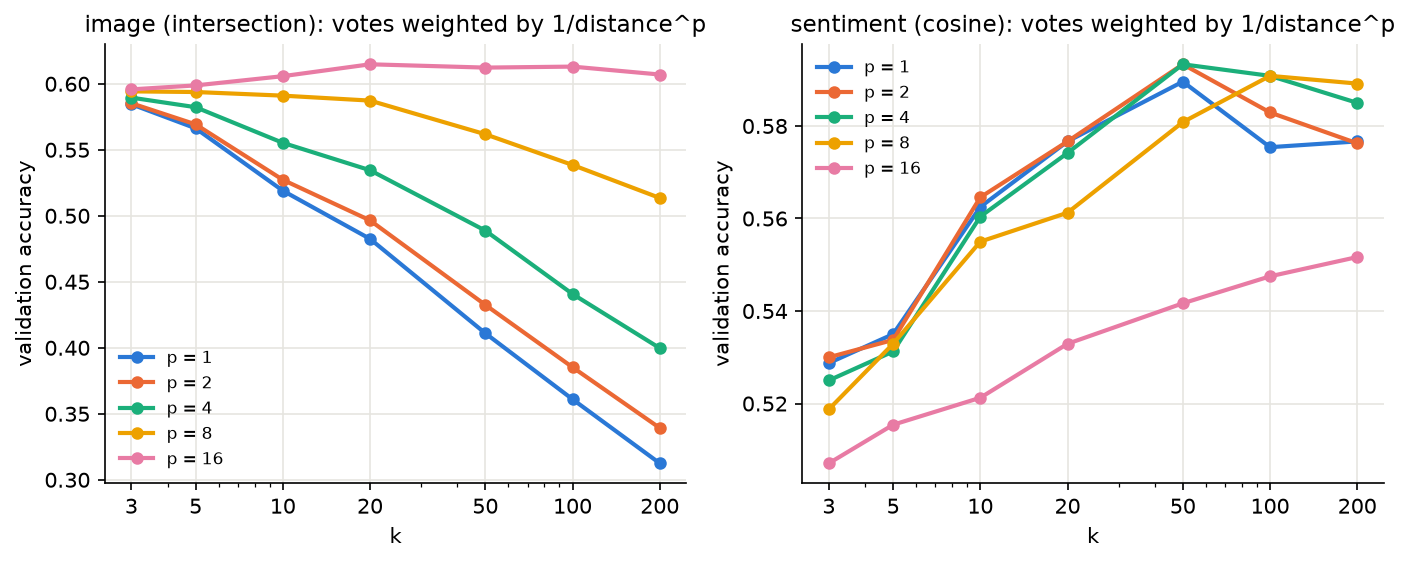 image (intersection): votes weighted by 1/distance^p
validation accuracy
0.60
0.55
0.50
0.45
0.40
0.35
0.30
p = 1
p = 2
p = 4
p = 8
p = 16
3 5 10 20 50 100 200
k
sentiment (cosine): votes weighted by 1/distance^p
validation accuracy
0.58
0.56
0.54
0.52
p = 1
p = 2
p = 4
p = 8
p = 16
3 5 10 20 50 100 200
k